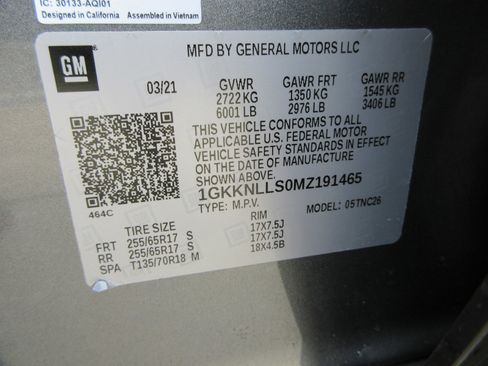 IC: 30133-AQI01
Designed in California Assembled in Vietnam
GM
MFD BY GENERAL MOTORS LLC
03/21 GVWR GAWR FRT GAWR RR
2722 KG 1350 KG 1545 KG
6001 LB 2976 LB 3406 LB
THIS VEHICLE CONFORMS TO ALL
APPLICABLE U.S. FEDERAL MOTOR
VEHICLE SAFETY STANDARDS IN EFFECT
ON THE DATE OF MANUFACTURE
SHOWN ABOVE.
1GKKNLLS0MZ191465
TYPE: M.P.V. MODEL: 05TNC26
464C
TIRE SIZE RIM
FRT 255/65R17 S 17X7.5J
RR 255/65R17 S 17X7.5J
SPA T135/70R18 M 18X4.5B